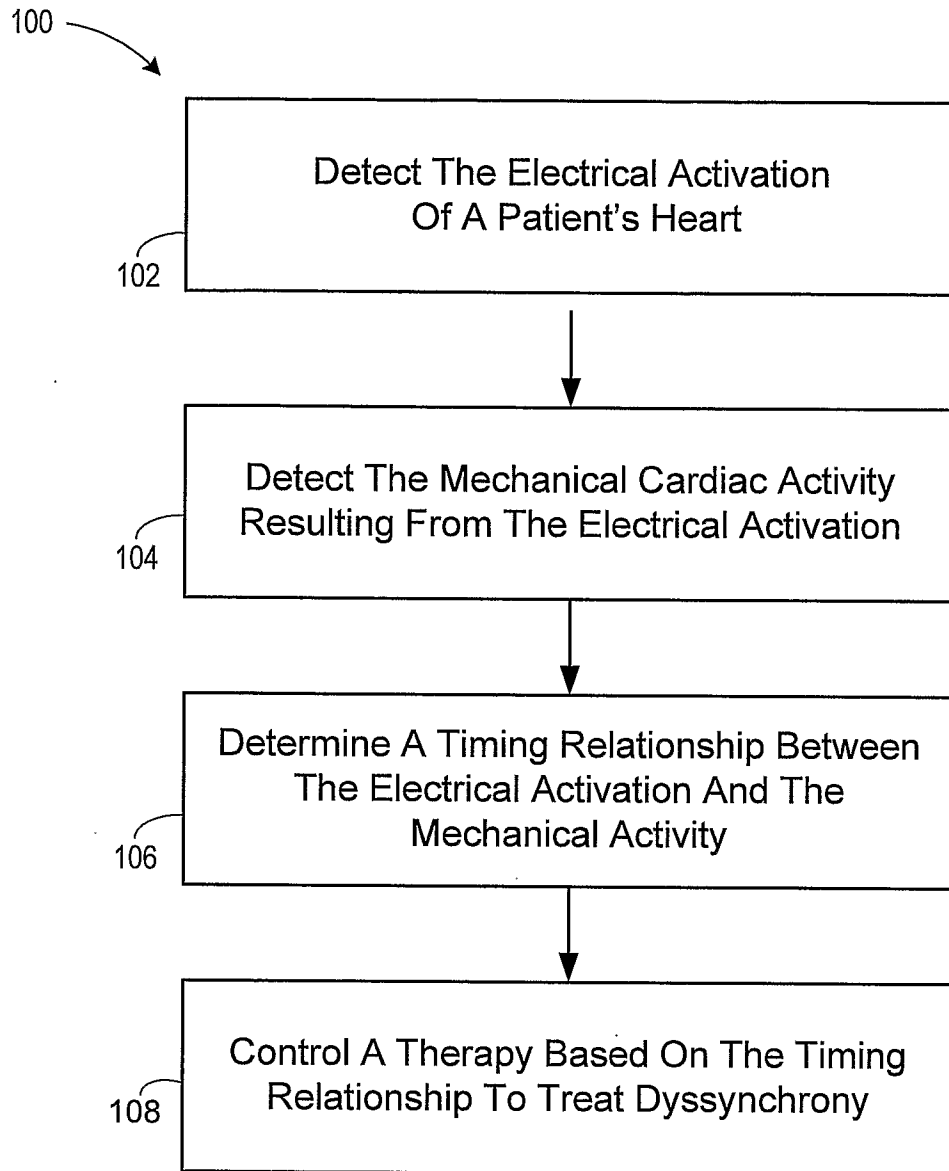 100
Detect The Electrical Activation
Of A Patient's Heart
102
Detect The Mechanical Cardiac Activity
Resulting From The Electrical Activation
104
Determine A Timing Relationship Between
The Electrical Activation And The
Mechanical Activity
106
Control A Therapy Based On The Timing
Relationship To Treat Dyssynchrony
108